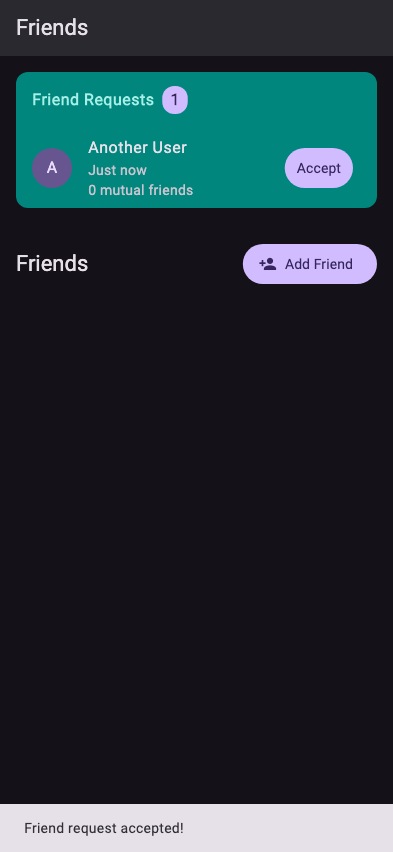 Friends
Friend Requests 1
A
Another User
Just now
0 mutual friends
Accept
Friends
Add Friend
Friend request accepted!